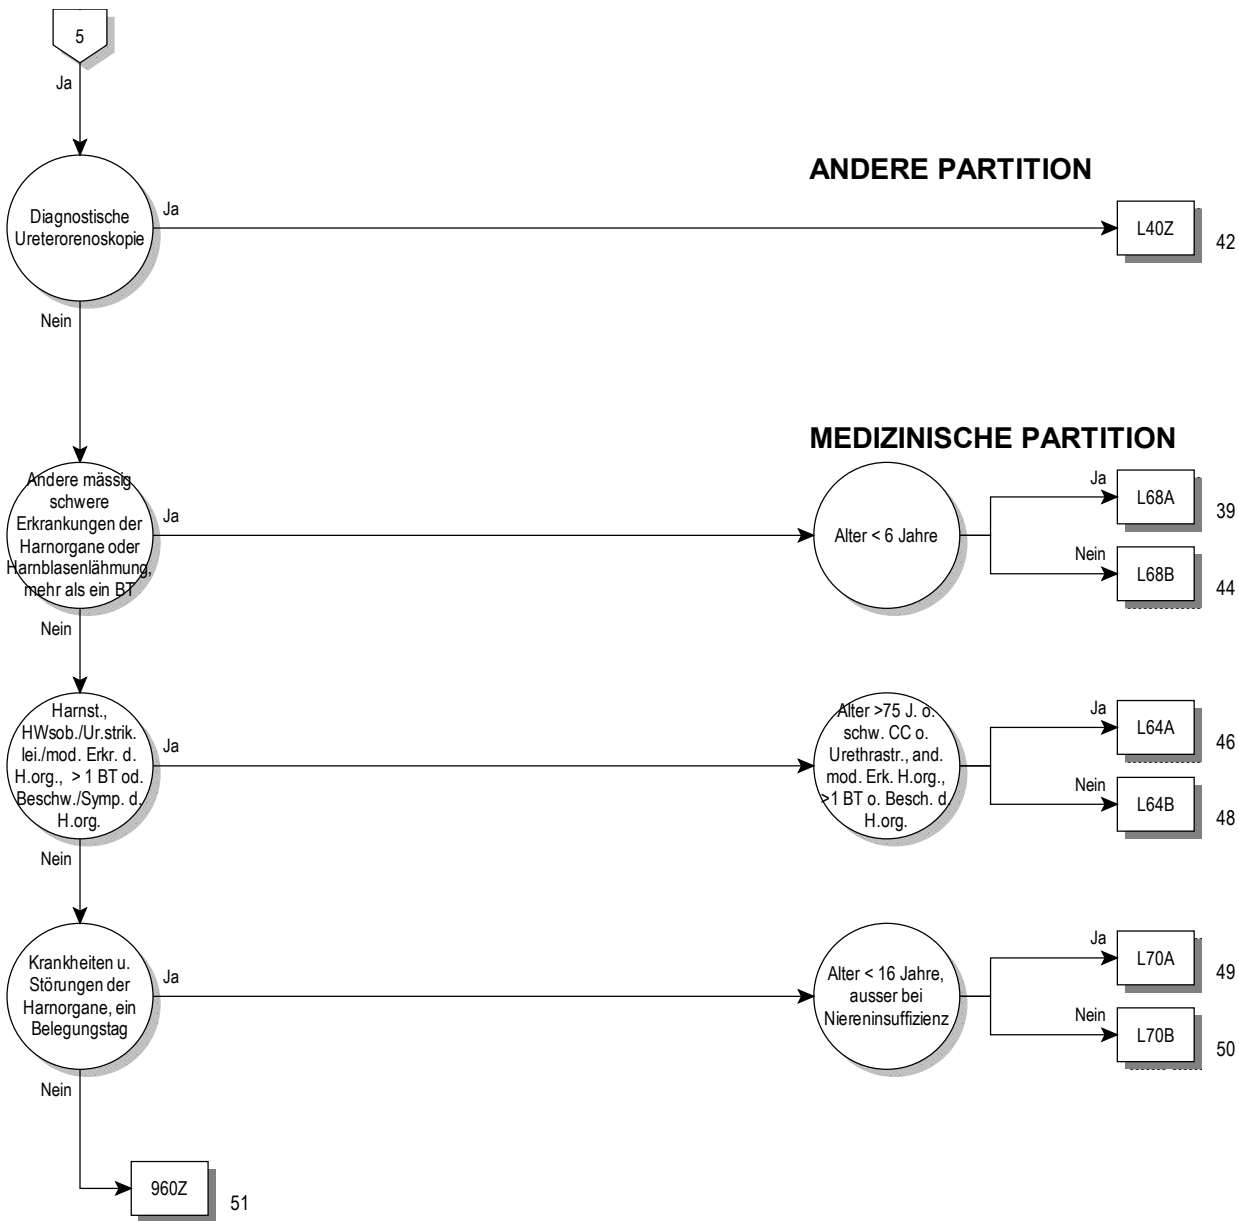 5
Ja
ANDERE PARTITION
Diagnostische
Ureterorenoskopie
Ja
L40Z
42
Nein
MEDIZINISCHE PARTITION
Andere mässig
schwere
Erkrankungen der
Harnorgane oder
Harnblasenlähmung,
mehr als ein BT
Ja
Alter < 6 Jahre
Ja
L68A
39
Nein
L68B
44
Nein
Harnst.,
HWsob./Ur.strik.
lei./mod. Erkr. d.
H.org., > 1 BT od.
Beschw./Symp. d.
H.org.
Ja
Alter >75 J. o.
schw. CC o.
Urethrastr., and.
mod. Erk. H.org.,
>1 BT o. Besch. d.
H.org.
Ja
L64A
46
Nein
L64B
48
Nein
Krankheiten u.
Störungen der
Harnorgane, ein
Belegungstag
Ja
Alter < 16 Jahre,
ausser bei
Niereninsuffizienz
Ja
L70A
49
Nein
L70B
50
Nein
960Z
51